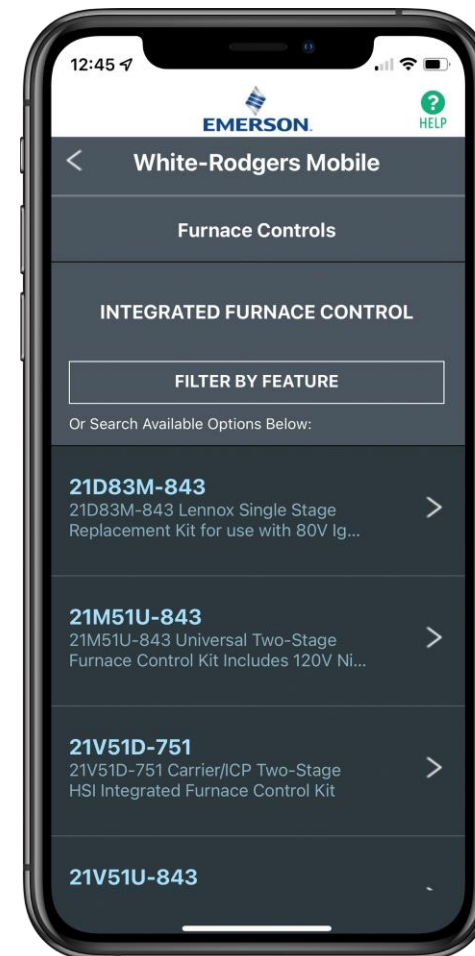 12:45
EMERSON.
HELP
White-Rodgers Mobile
Furnace Controls
INTEGRATED FURNACE CONTROL
FILTER BY FEATURE
Or Search Available Options Below:
21D83M-843
21D83M-843 Lennox Single Stage
Replacement Kit for use with 80V Ig...
21M51U-843
21M51U-843 Universal Two-Stage
Furnace Control Kit Includes 120V Ni...
21V51D-751
21V51D-751 Carrier/ICP Two-Stage
HSI Integrated Furnace Control Kit
21V51U-843